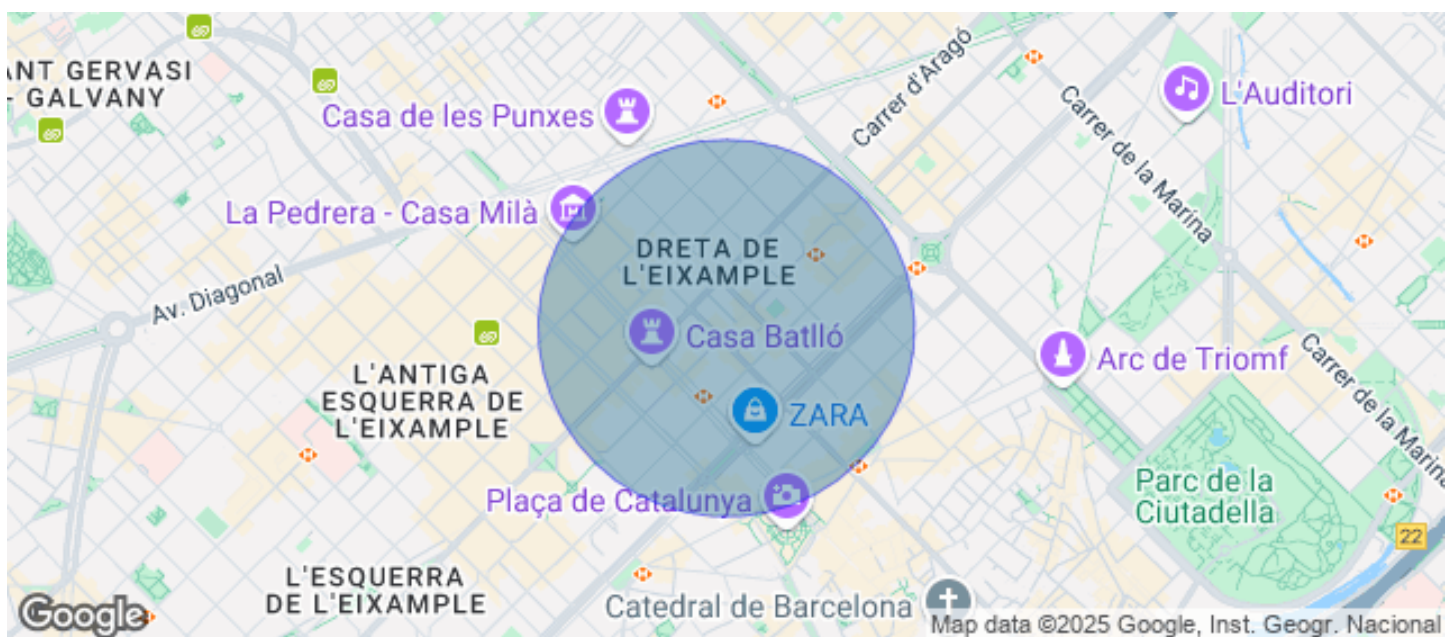 ANT GERVASI
- GALVANY
Casa de les Punxes
Carrer d'Aragó
L'Auditori
Carrer de la Marina
La Pedrera - Casa Milà
DRETA DE
L'EIXAMPLE
Av. Diagonal
Casa Batlló
Arc de Triomf
L'ANTIGA
ESQUERRA DE
L'EIXAMPLE
ZARA
Carrer de la Marina
Plaça de Catalunya
Parc de la
Ciutadella
22
L'ESQUERRA
DE L'EIXAMPLE
Catedral de Barcelona
Google
Map data ©2025 Google, Inst. Geogr. Nacional